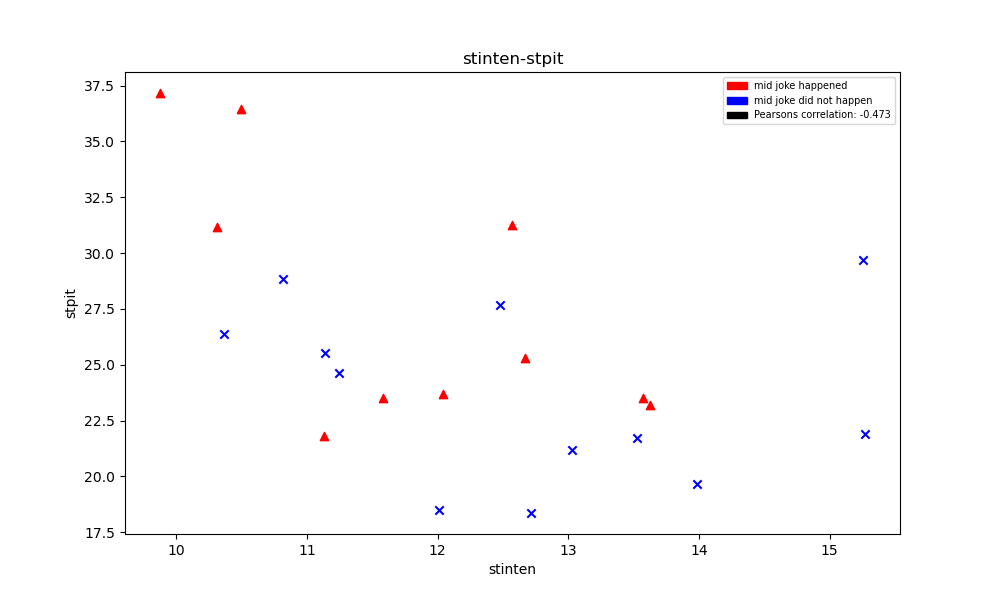 stinten-stpit
mid joke happened
mid joke did not happen
Pearsons correlation: -0.473
37.5
35.0
32.5
30.0
27.5
25.0
22.5
20.0
17.5
stpit
10 11 12 13 14 15
stinten